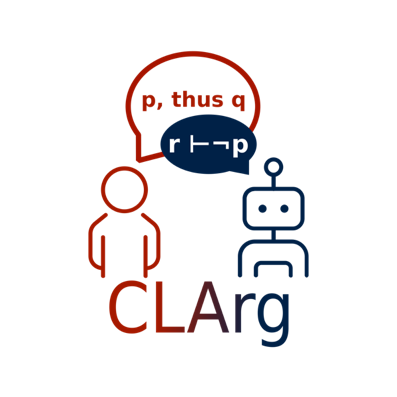 p, thus q
r ⊢¬p
CLArg